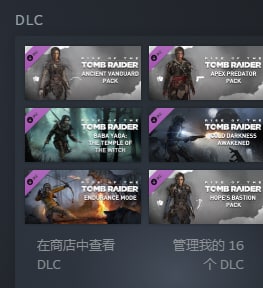 DLC
RISE OF THE
TOMB RAIDER
ANCIENT VANGUARD
PACK
RISE OF THE
TOMB RAIDER
APEX PREDATOR
PACK
RISE OF THE
TOMB RAIDER
BABA YAGA:
THE TEMPLE OF
THE WITCH
RISE OF THE
TOMB RAIDER
COLD DARKNESS
AWAKENED
RISE OF THE
TOMB RAIDER
ENDURANCE MODE
RISE OF THE
TOMB RAIDER
HOPE'S BASTION
PACK
在商店中查看
DLC
管理我的 16
个 DLC